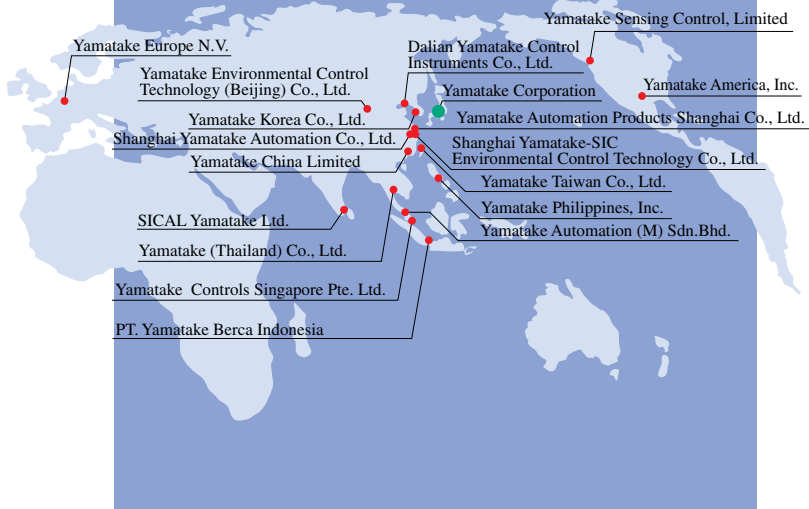 Yamatake Sensing Control, Limited
Yamatake Europe N.V.
Dalian Yamatake Control
Instruments Co., Ltd.
Yamatake Environmental Control
Technology (Beijing) Co., Ltd.
Yamatake America, Inc.
Yamatake Corporation
Yamatake Korea Co., Ltd.
Yamatake Automation Products Shanghai Co., Ltd.
Shanghai Yamatake Automation Co., Ltd.
Shanghai Yamatake-SIC
Environmental Control Technology Co., Ltd.
Yamatake China Limited
Yamatake Taiwan Co., Ltd.
Yamatake Philippines, Inc.
SICAL Yamatake Ltd.
Yamatake Automation (M) Sdn.Bhd.
Yamatake (Thailand) Co., Ltd.
Yamatake Controls Singapore Pte. Ltd.
PT. Yamatake Berca Indonesia